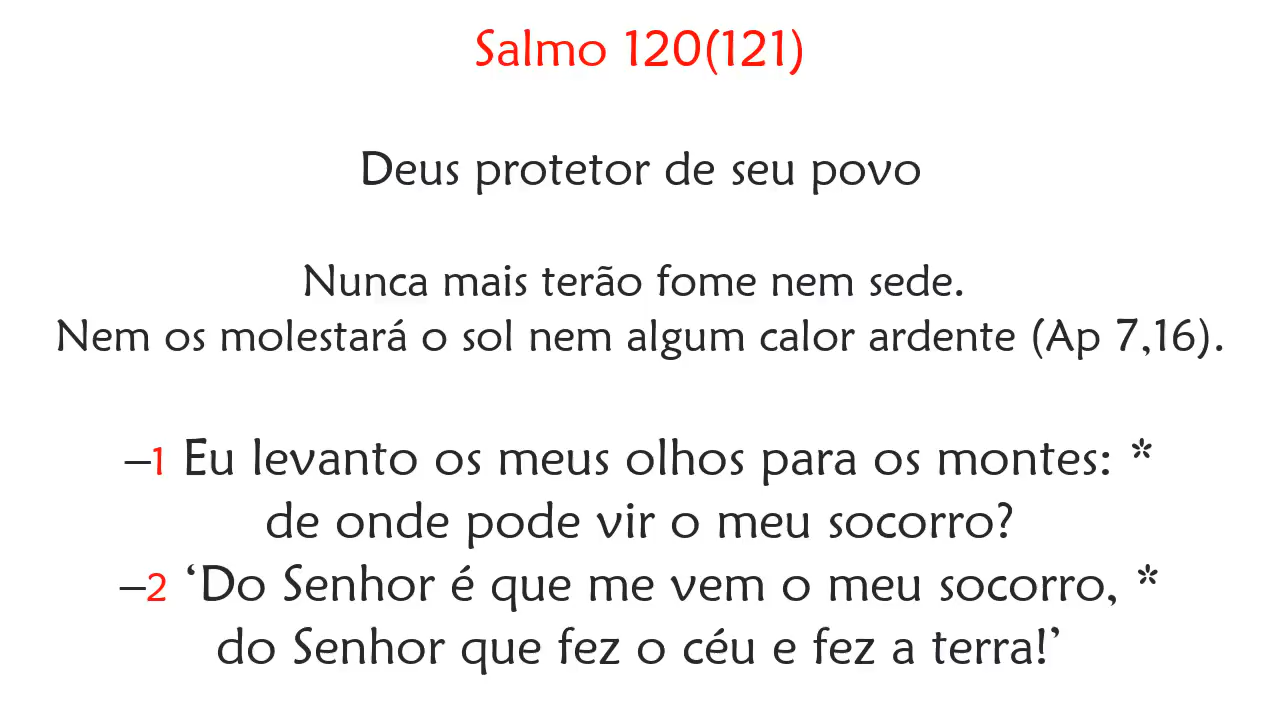 Salmo 120(121)
Deus protetor de seu povo
Nunca mais terão fome nem sede.
Nem os molestará o sol nem algum calor ardente (Ap 7,16).
–1 Eu levanto os meus olhos para os montes: *
de onde pode vir o meu socorro?
–2 ‘Do Senhor é que me vem o meu socorro, *
do Senhor que fez o céu e fez a terra!’